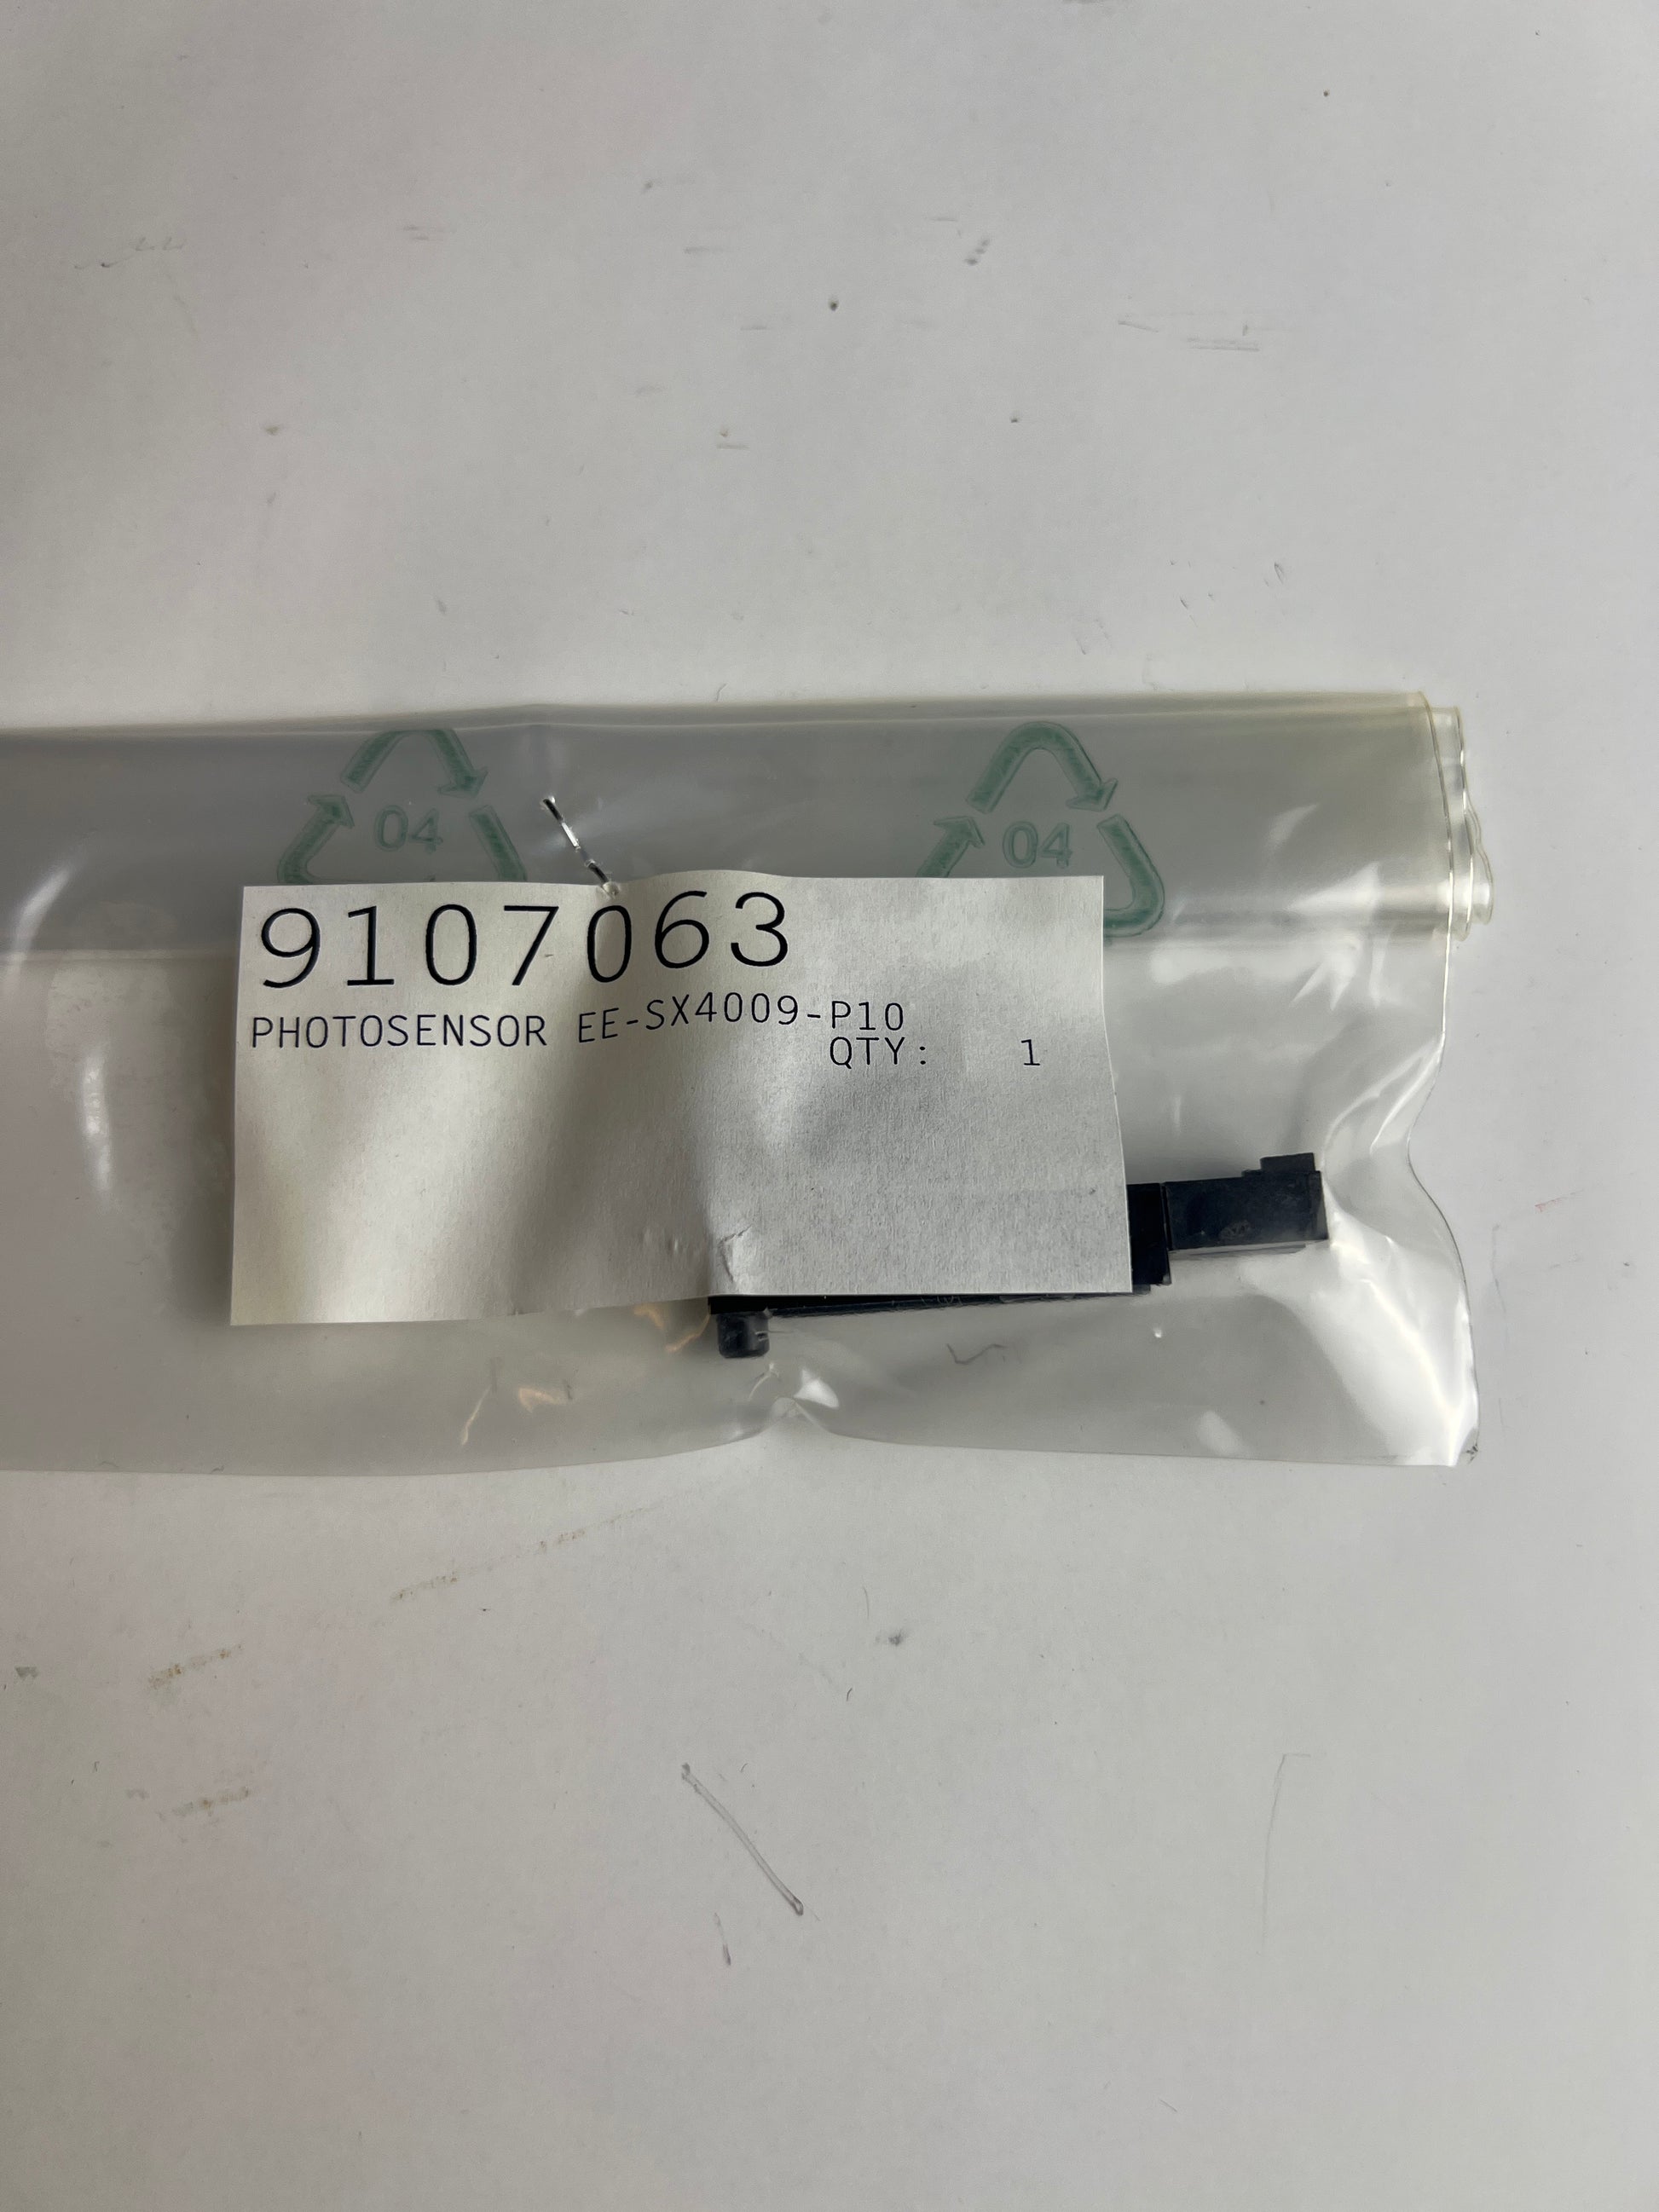 04
04
9107063
PHOTOSENSOR EE-SX4009-P10
QTY: 1